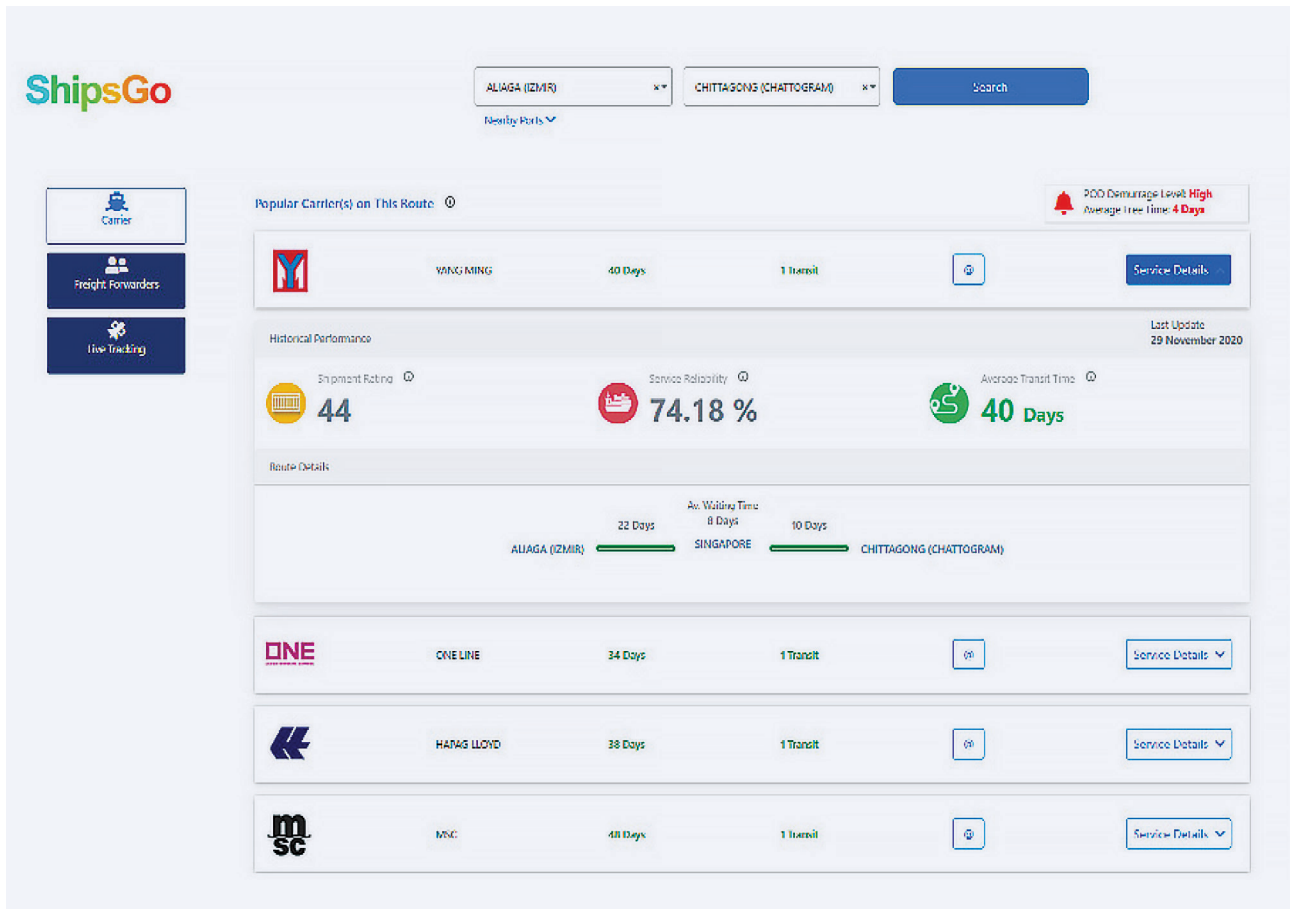 ShipsGo
ALIAGA (IZMIR)
CHITTAGONG (CHATTOGRAM)
Search
Nearby Ports
Carrier
Freight Forwarders
Live Tracking
Popular Carrier(s) on This Route
POD Demurrage Level: High
Average Free Time: 4 Days
YANG MING 40 Days 1 Transit @ Service Details
Historical Performance
Last Update
29 November 2020
Shipment Rating
44
Service Reliability
74.18 %
Average Transit Time
40 Days
Route Details
Av. Waiting Time
22 Days 8 Days 10 Days
ALIAGA (IZMIR) SINGAPORE CHITTAGONG (CHATTOGRAM)
ONE
ONE LINE 34 Days 1 Transit @ Service Details
HAPAG LLOYD 38 Days 1 Transit @ Service Details
msc
MSC 48 Days 1 Transit @ Service Details